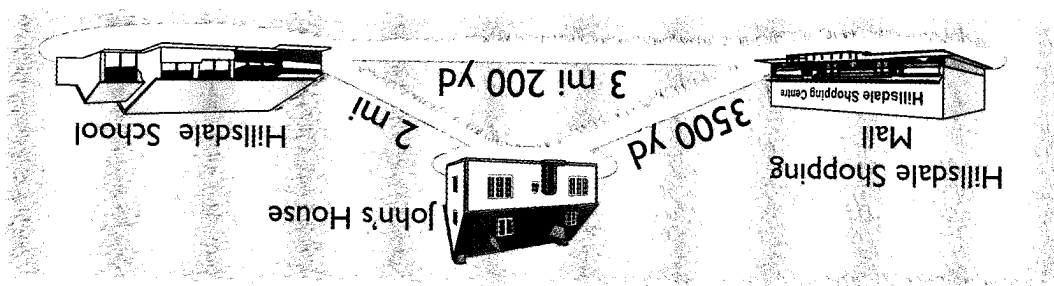 John's House
Hillsdale Shopping
Mall
Hillsdale Shopping Centre
3500 yd
2 mi
Hillsdale School
3 mi 200 yd